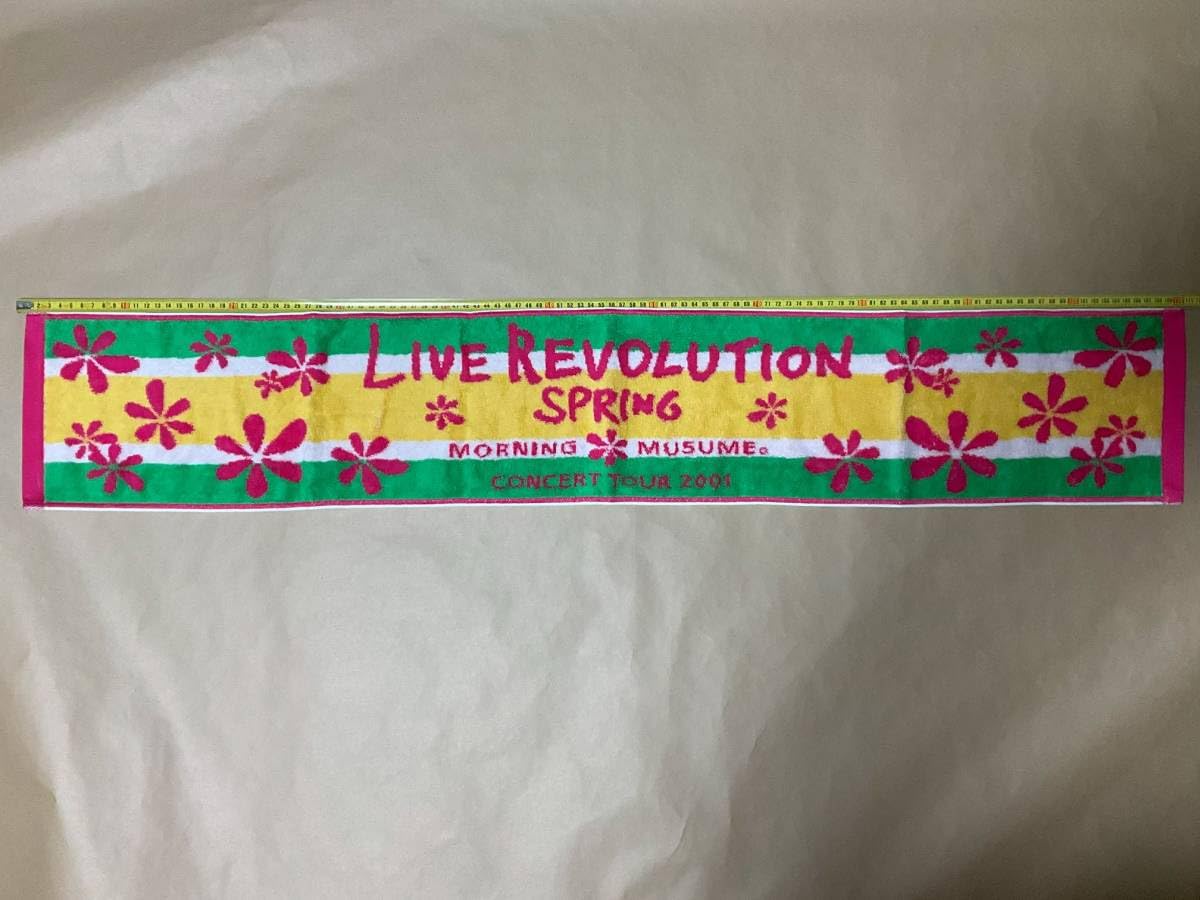 LIVE REVOLUTION
SPRING
MORNING MUSUME。
CONCERT TOUR 2001